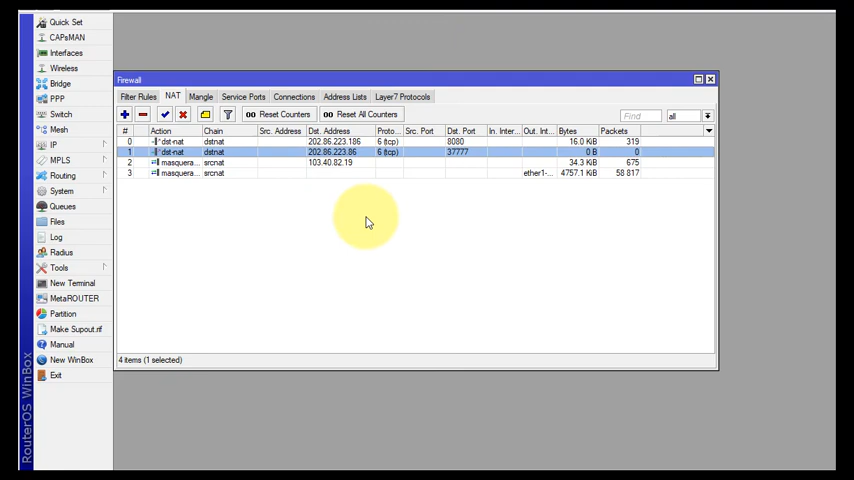 Quick Set
CAPsMAN
Interfaces
Wireless
Bridge
PPP
Switch
Mesh
IP
MPLS
Routing
System
Queues
Files
Log
Radius
Tools
New Terminal
MetaROUTER
Partition
Make Supout.rif
Manual
New WinBox
Exit
RouterOS WinBox
Firewall
Filter Rules NAT Mangle Service Ports Connections Address Lists Layer7 Protocols
00 Reset Counters 00 Reset All Counters Find all
# Action Chain Src. Address Dst. Address Proto... Src. Port Dst. Port In. Inter... Out. Int... Bytes Packets
0 dst-nat dstnat 202.86.223.186 6 (tcp) 8080 16.0 KiB 319
1 dst-nat dstnat 202.86.223.86 6 (tcp) 37777 0 B 0
2 masquera... srcnat 103.40.82.19 34.3 KiB 675
3 masquera... srcnat ether1-... 4757.1 KiB 58 817
4 items (1 selected)